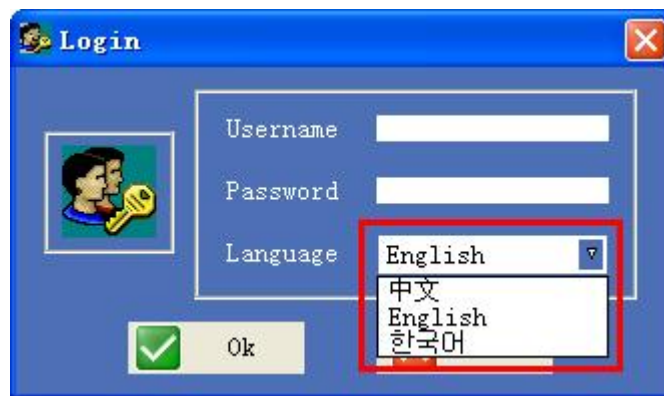 Login
Username
Password
Language English
中文
English
한국어
Ok